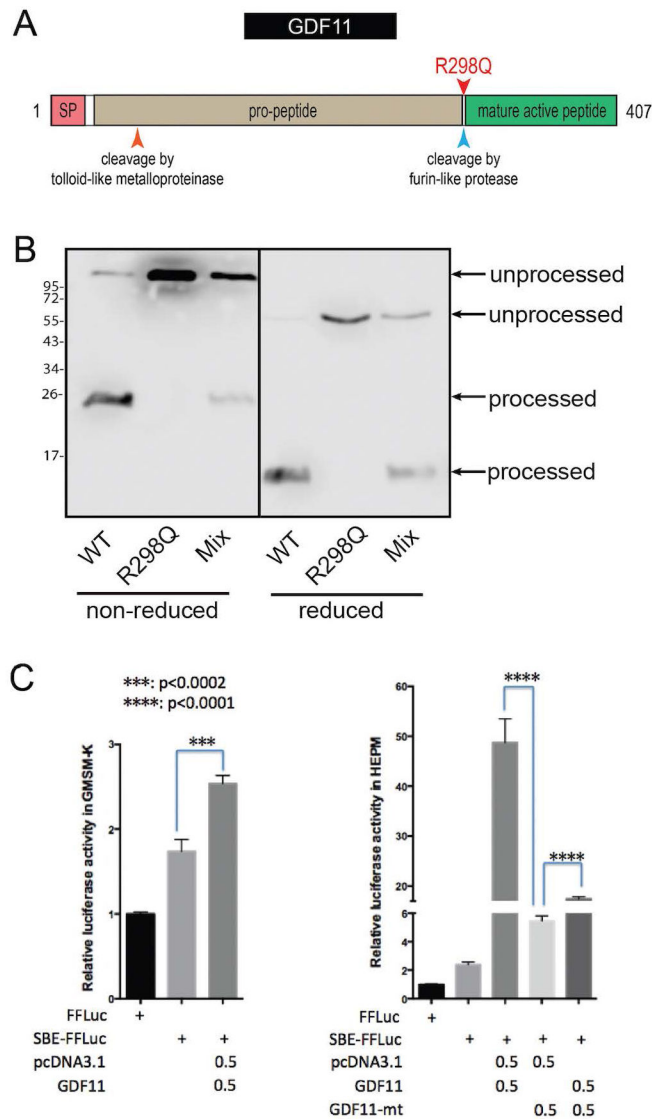 A
GDF11
R298Q
1 SP pro-peptide mature active peptide 407
cleavage by
tolloid-like metalloproteinase
cleavage by
furin-like protease
B
95-
72-
55-
43-
34-
26-
17-
unprocessed
unprocessed
processed
processed
WT R298Q Mix WT R298Q Mix
non-reduced reduced
C
***: p<0.0002
****: p<0.0001
Relative luciferase activity in GMSM-K
3
2
1
0
***
FFLuc +
SBE-FFLuc + +
pcDNA3.1 0.5
GDF11 0.5
Relative luciferase activity in HEPM
60
50
40
30
20
6
4
2
0
****
****
FFLuc +
SBE-FFLuc + + + +
pcDNA3.1 0.5 0.5
GDF11 0.5 0.5
GDF11-mt 0.5 0.5